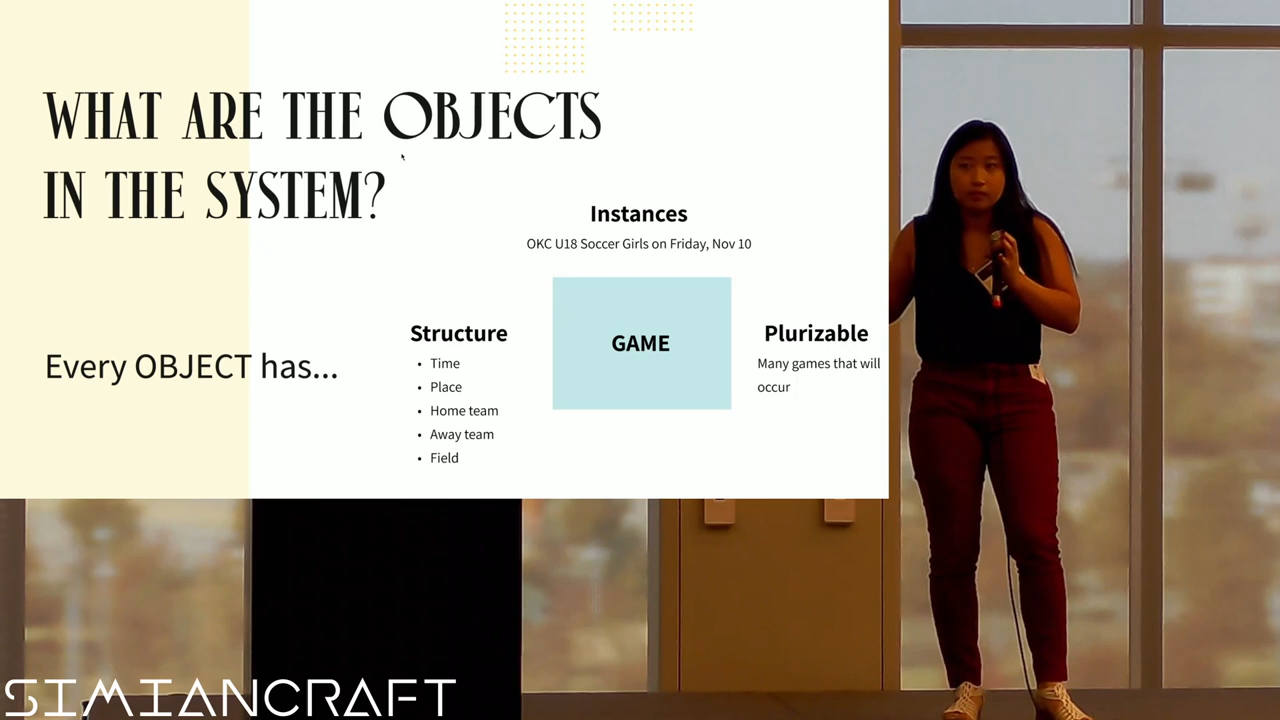 WHAT ARE THE OBJECTS
IN THE SYSTEM?
Every OBJECT has...
Instances
OKC U18 Soccer Girls on Friday, Nov 10
Structure
• Time
• Place
• Home team
• Away team
• Field
GAME
Plurizable
Many games that will
occur
SIMIANCRAFT